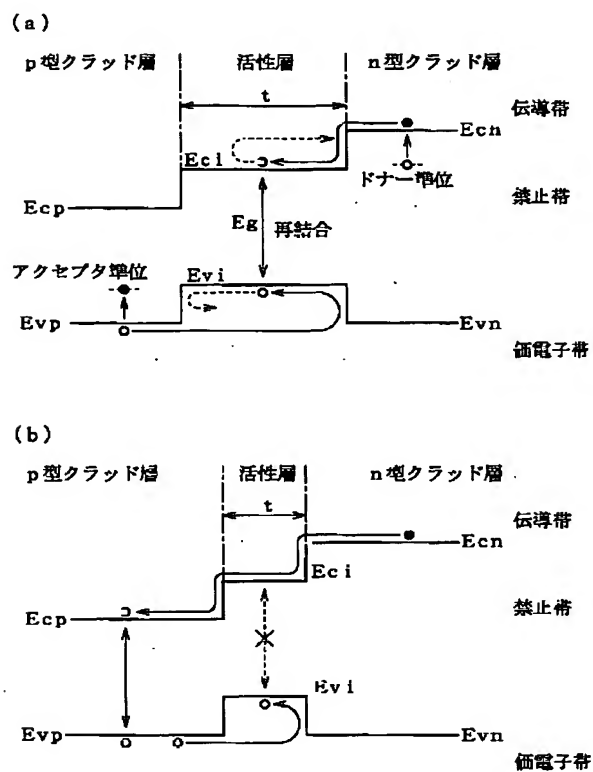 (a)
p型クラッド層 活性層 n型クラッド層
t
伝導帯
Ecn
Eci
ドナー準位
禁止帯
Ecp
Eg 再結合
Evi
アクセプタ準位
Evp Evn
価電子帯
(b)
p型クラッド層 活性層 n型クラッド層
t
伝導帯
Ecn
Eci
Ecp
禁止帯
Evi
Evp Evn
価電子帯